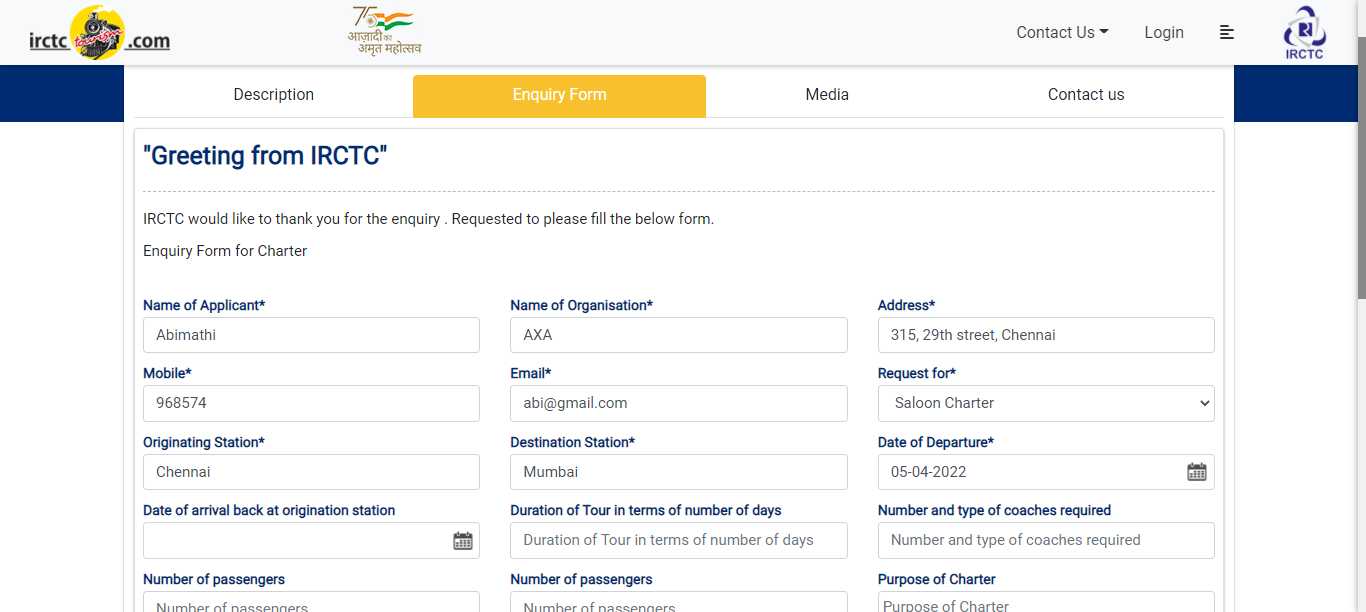 irctc tourism .com
75
आज़ादी का
अमृत महोत्सव
Contact Us
Login
IRCTC
Description
Enquiry Form
Media
Contact us
"Greeting from IRCTC"
IRCTC would like to thank you for the enquiry . Requested to please fill the below form.
Enquiry Form for Charter
Name of Applicant*
Name of Organisation*
Address*
Abimathi
AXA
315, 29th street, Chennai
Mobile*
Email*
Request for*
968574
abi@gmail.com
Saloon Charter
Originating Station*
Destination Station*
Date of Departure*
Chennai
Mumbai
05-04-2022
Date of arrival back at origination station
Duration of Tour in terms of number of days
Number and type of coaches required
Duration of Tour in terms of number of days
Number and type of coaches required
Number of passengers
Number of passengers
Purpose of Charter
Number of passengers
Number of passengers
Purpose of Charter